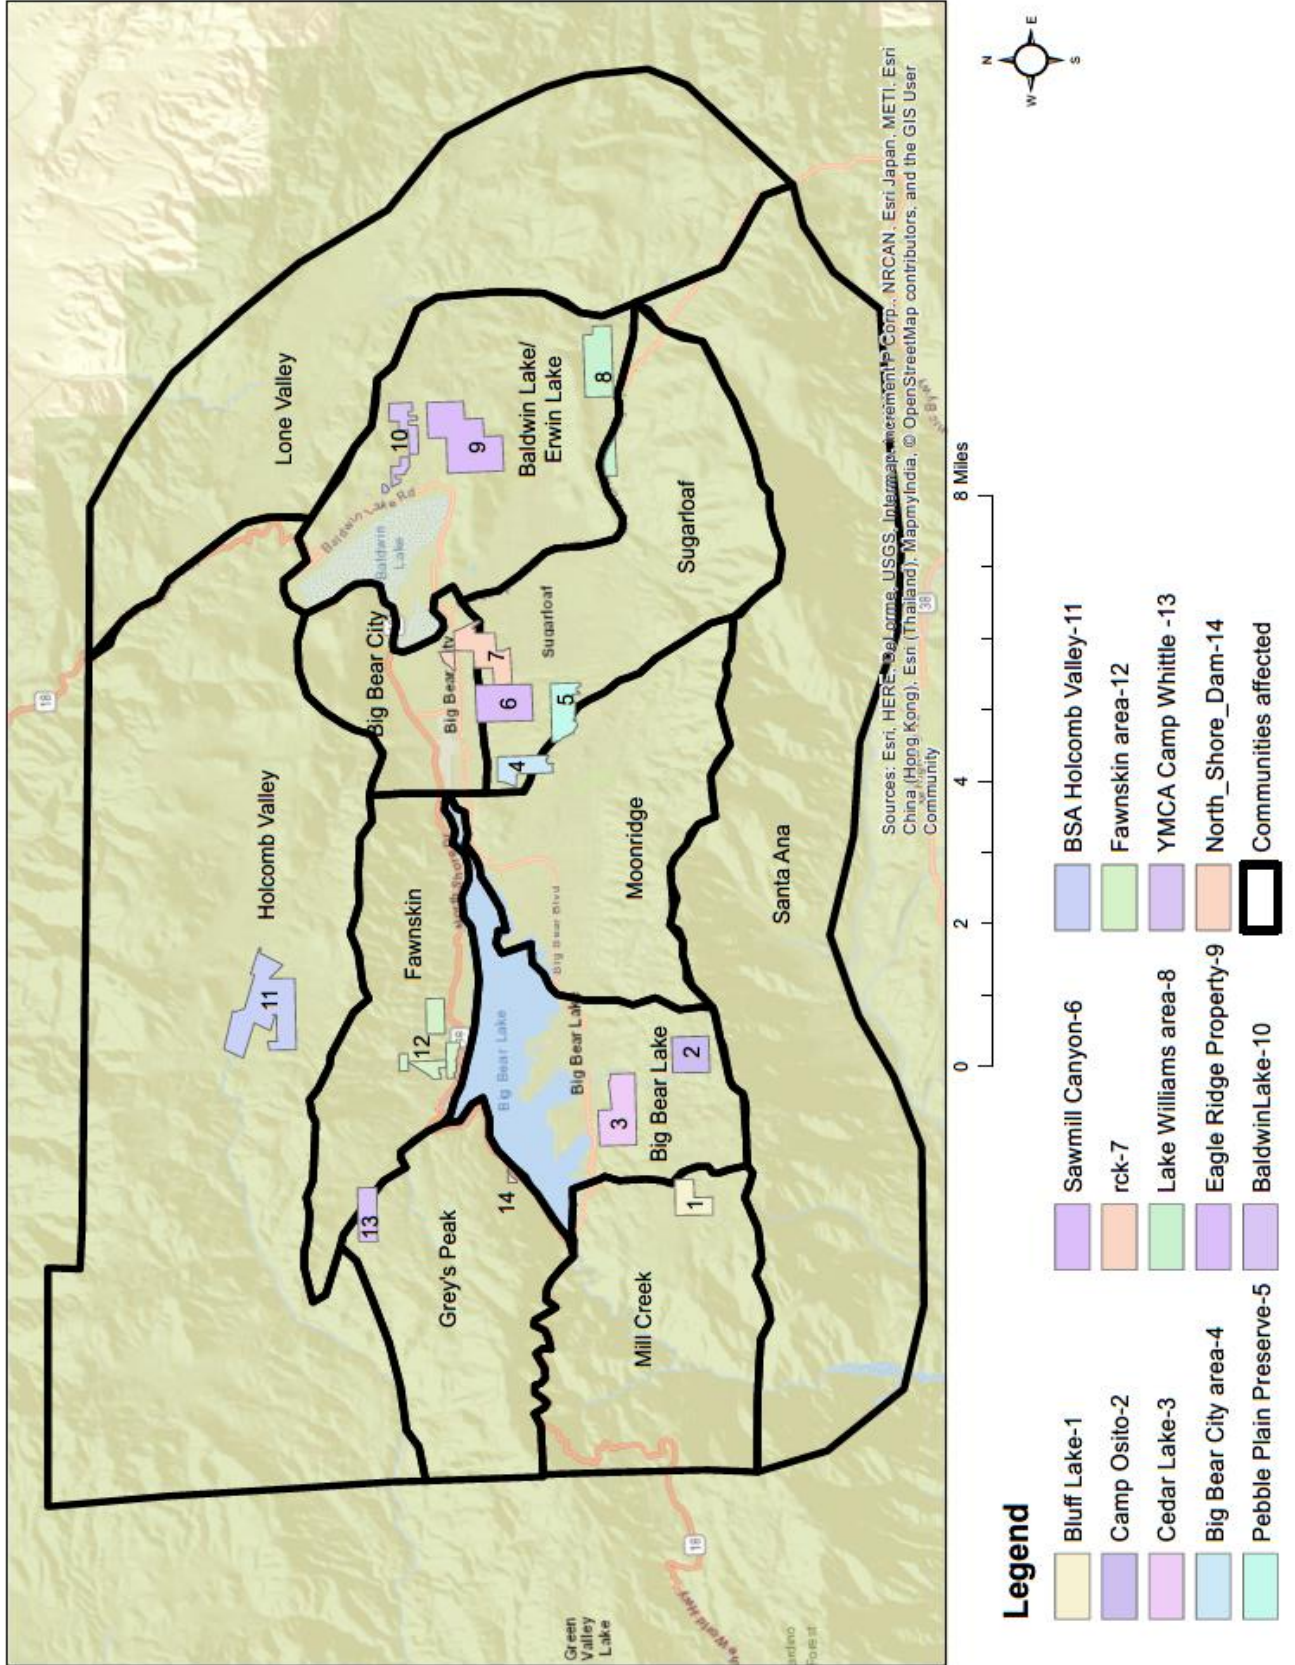 18
Lone Valley
Holcomb Valley
11
Big Bear City
Baldwin Lake Rd
Baldwin
Lake
10
9
Baldwin Lake/
Erwin Lake
8
13
Fawnskin
12
North Shore Dr
Big Bear
7
6
5
4
Sugarloaf
Sugarloaf
Grey's Peak
14
Big Bear Lake
Big Bear Blvd
Big Bear Lake
Moonridge
3
Big Bear Lake
2
1
Mill Creek
Santa Ana
Green
Valley
Lake
18
38
Forest
Sources: Esri, HERE, DeLorme, USGS, Intermap, increment P Corp., NRCAN, Esri Japan, METI, Esri
China (Hong Kong), Esri (Thailand), MapmyIndia, © OpenStreetMap contributors, and the GIS User
Community
N
W E
S
0 2 4 8 Miles
Legend
Bluff Lake-1
Camp Osito-2
Cedar Lake-3
Big Bear City area-4
Pebble Plain Preserve-5
Sawmill Canyon-6
rck-7
Lake Williams area-8
Eagle Ridge Property-9
BaldwinLake-10
BSA Holcomb Valley-11
Fawnskin area-12
YMCA Camp Whittle -13
North_Shore_Dam-14
Communities affected